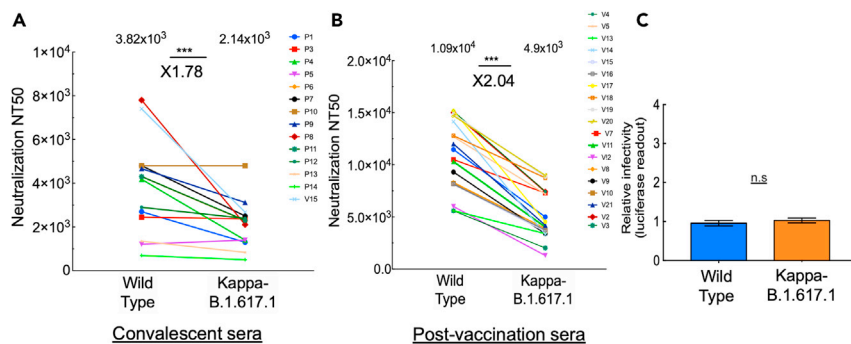 A
3.82x10³
2.14x10³
***
X1.78
Neutralization NT50
1×10⁴
8×10³
6×10³
4×10³
2×10³
0
Wild
Type
Kappa-
B.1.617.1
Convalescent sera
P1
P3
P4
P5
P6
P7
P10
P9
P8
P11
P12
P13
P14
V15
B
1.09x10⁴
4.9x10³
***
X2.04
Neutralization NT50
2.0×10⁴
1.5×10⁴
1.0×10⁴
5.0×10³
0.0
Wild
Type
Kappa-
B.1.617.1
Post-vaccination sera
V4
V5
V13
V14
V15
V16
V17
V18
V19
V20
V7
V11
VI2
V8
V9
V10
V21
V2
V3
C
Relative infectivity
(luciferase readout)
4
3
2
1
0
n.s
Wild
Type
Kappa-
B.1.617.1